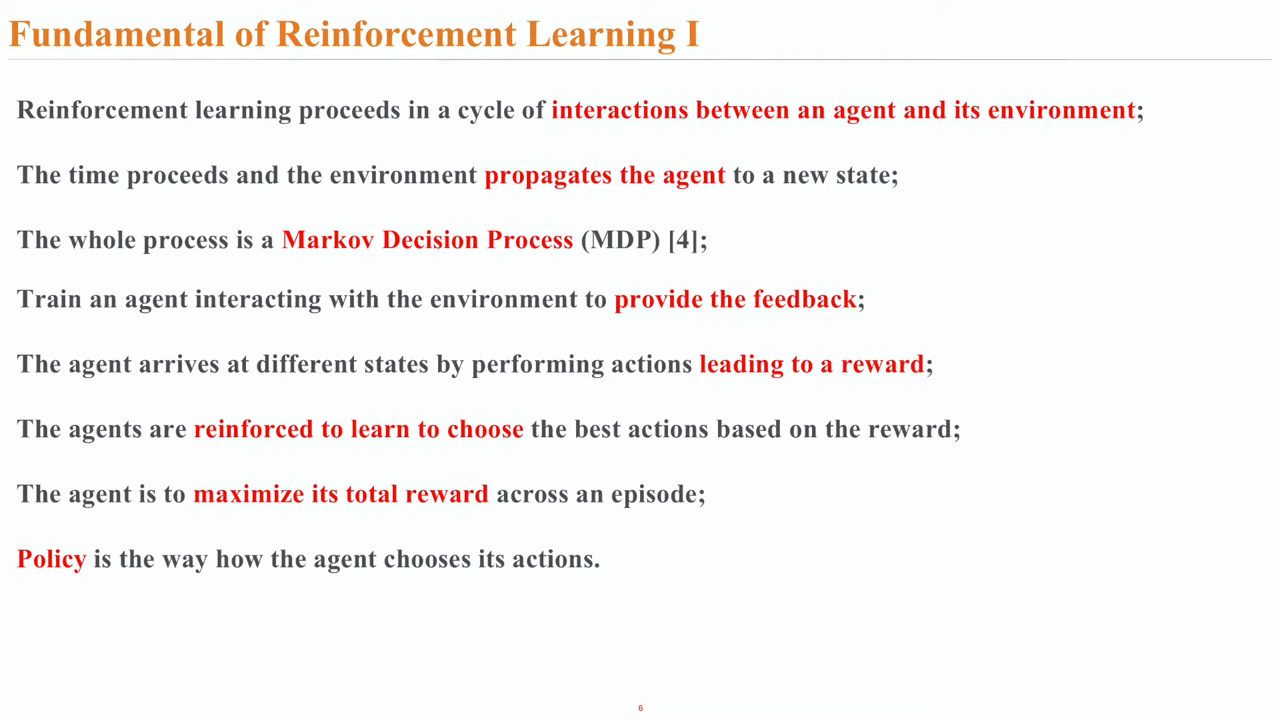 Fundamental of Reinforcement Learning I
Reinforcement learning proceeds in a cycle of interactions between an agent and its environment;
The time proceeds and the environment propagates the agent to a new state;
The whole process is a Markov Decision Process (MDP) [4];
Train an agent interacting with the environment to provide the feedback;
The agent arrives at different states by performing actions leading to a reward;
The agents are reinforced to learn to choose the best actions based on the reward;
The agent is to maximize its total reward across an episode;
Policy is the way how the agent chooses its actions.
6